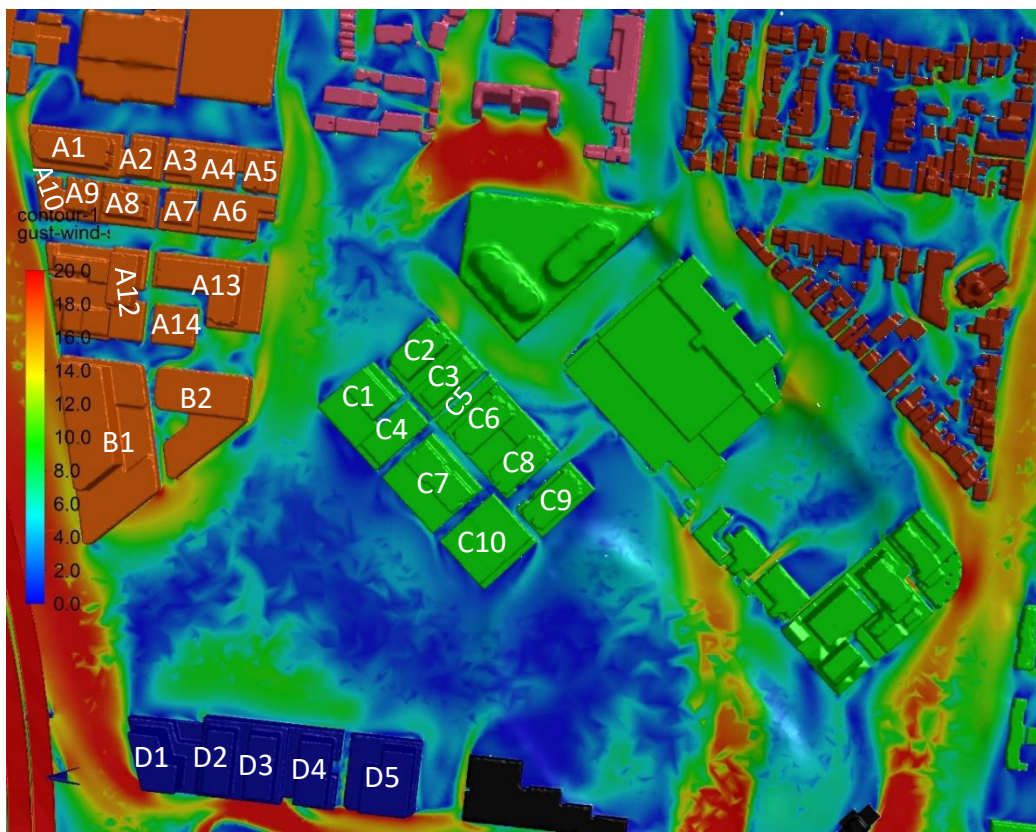 A1
A2
A3
A4
A5
A10
A9
A8
A7
A6
contour-1
gust-wind-s
20.0
18.0
16.0
14.0
12.0
10.0
8.0
6.0
4.0
2.0
0.0
A12
A13
A14
B1
B2
C1
C2
C3
C4
C5
C6
C7
C8
C9
C10
D1
D2
D3
D4
D5